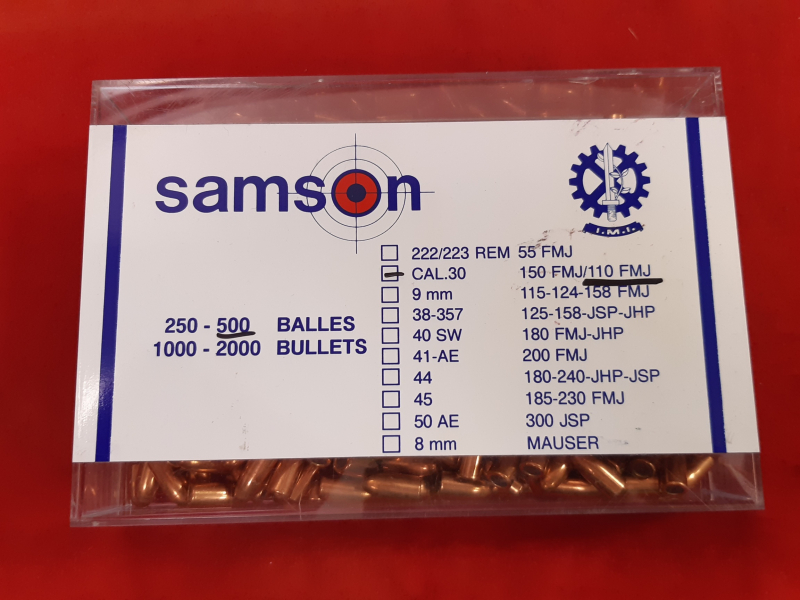 samson
I.M.I.
222/223 REM 55 FMJ
CAL.30 150 FMJ/110 FMJ
9 mm 115-124-158 FMJ
38-357 125-158-JSP-JHP
40 SW 180 FMJ-JHP
41-AE 200 FMJ
44 180-240-JHP-JSP
45 185-230 FMJ
50 AE 300 JSP
8 mm MAUSER
250 - 500 BALLES
1000 - 2000 BULLETS